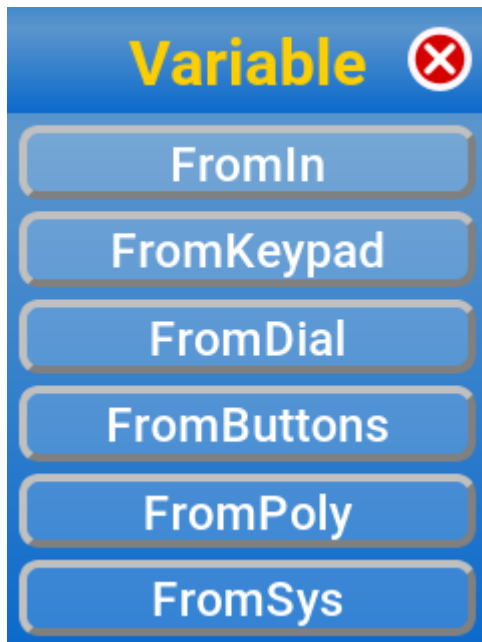 Variable
FromIn
FromKeypad
FromDial
FromButtons
FromPoly
FromSys